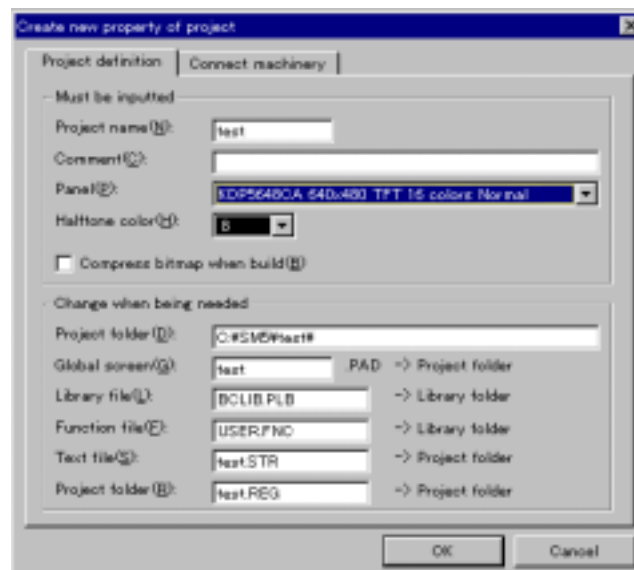 Create new property of project
Project definition Connect machinery
Must be inputted
Project name(N): test
Comment(C):
Panel(P): KDP5648CA 640x480 TFT 16 colors Normal
Halftone color(H): 8
Compress bitmap when build(B)
Change when being needed
Project folder(D): C:¥SM5¥test¥
Global screen(G): test .PAD -> Project folder
Library file(L): BCLIB.PLB -> Library folder
Function file(F): USER.FNC -> Library folder
Text file(S): test.STR -> Project folder
Project folder(R): test.REG -> Project folder
OK Cancel